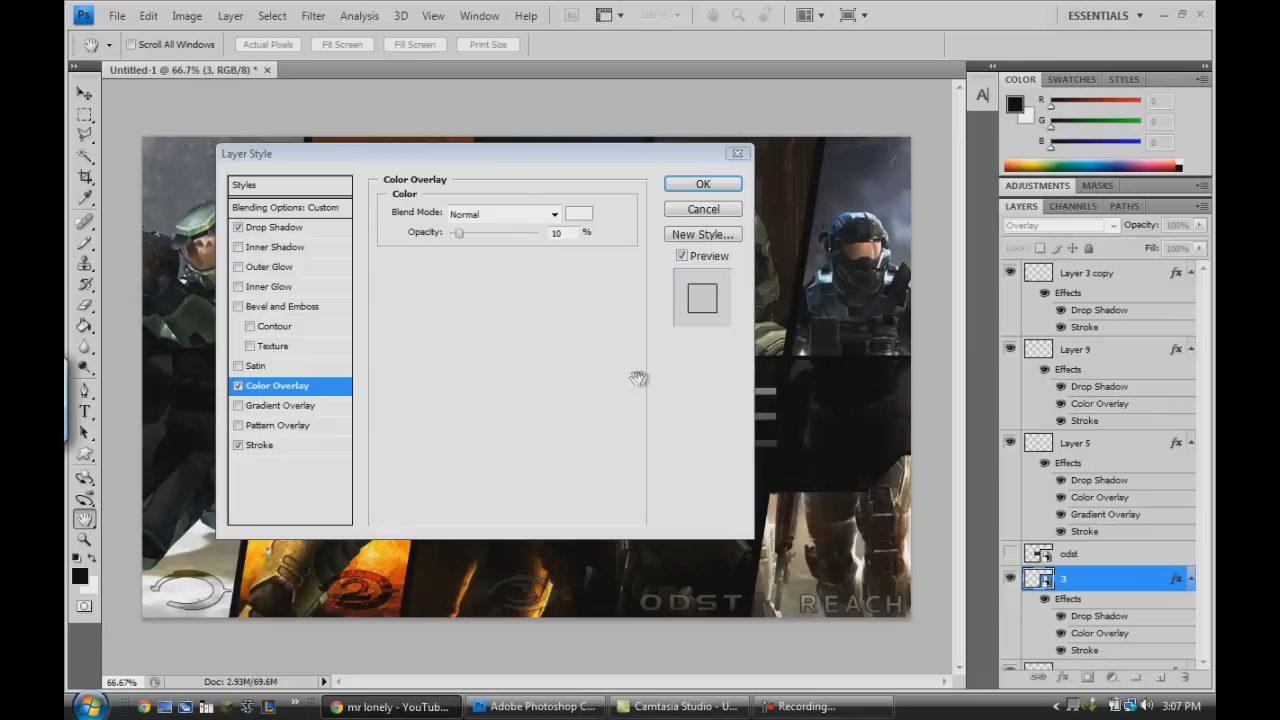 Ps File Edit Image Layer Select Filter Analysis 3D View Window Help Br 100% ESSENTIALS
Scroll All Windows Actual Pixels Fit Screen Fill Screen Print Size
Untitled-1 @ 66.7% (3, RGB/8) *
COLOR SWATCHES STYLES
R 0
G 0
B 0
ADJUSTMENTS MASKS
LAYERS CHANNELS PATHS
Overlay Opacity: 100%
Lock: Fill: 100%
Layer 3 copy fx
Effects
Drop Shadow
Stroke
Layer 9 fx
Effects
Drop Shadow
Color Overlay
Stroke
Layer 5 fx
Effects
Drop Shadow
Color Overlay
Gradient Overlay
Stroke
odst
3 fx
Effects
Drop Shadow
Color Overlay
Stroke
Layer Style
Styles
Blending Options: Custom
Drop Shadow
Inner Shadow
Outer Glow
Inner Glow
Bevel and Emboss
Contour
Texture
Satin
Color Overlay
Gradient Overlay
Pattern Overlay
Stroke
Color Overlay
Color
Blend Mode: Normal
Opacity: 10 %
OK
Cancel
New Style...
Preview
ODST REACH
66.67% Doc: 2.93M/69.6M
mr lonely - YouTub... Adobe Photoshop C... Camtasia Studio - U... Recording... 3:07 PM